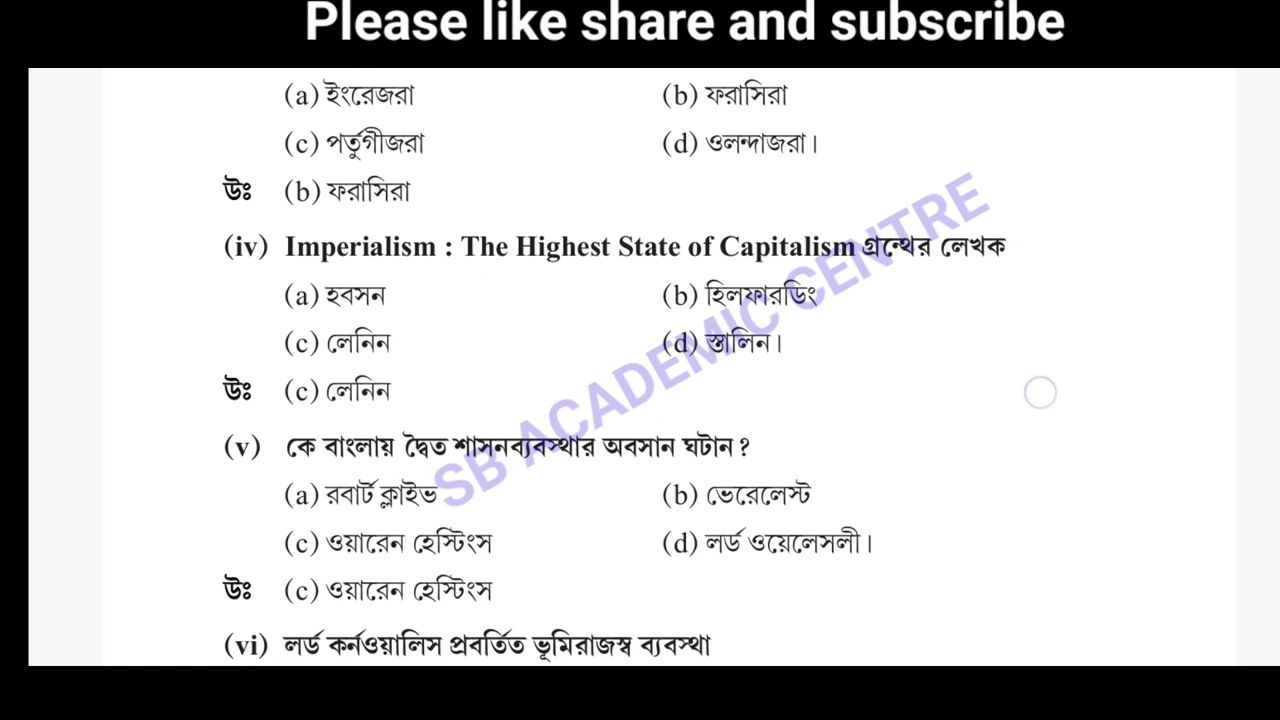 Please like share and subscribe
(a) ইংরেজরা (b) ফরাসিরা
(c) পর্তুগীজরা (d) ওলন্দাজরা।
উঃ (b) ফরাসিরা
(iv) Imperialism : The Highest State of Capitalism গ্রন্থের লেখক
(a) হবসন (b) হিলফারডিং
(c) লেনিন (d) স্তালিন।
উঃ (c) লেনিন
(v) কে বাংলায় দ্বৈত শাসনব্যবস্থার অবসান ঘটান?
(a) রবার্ট ক্লাইভ (b) ভেরেলেস্ট
(c) ওয়ারেন হেস্টিংস (d) লর্ড ওয়েলেসলী।
উঃ (c) ওয়ারেন হেস্টিংস
(vi) লর্ড কর্নওয়ালিস প্রবর্তিত ভূমিরাজস্ব ব্যবস্থা
SB ACADEMIC CENTRE